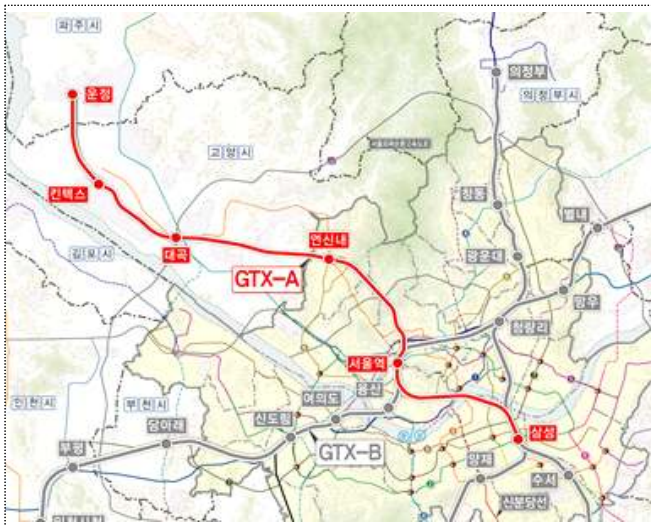 파주시
운정
의정부
의정부시
고양시
킨텍스
창동
별내
대곡
연신내
김포시
광운대
GTX-A
망우
청량리
서울역
용산
인천시
부천시
여의도
신도림
당아래
삼성
부평
GTX-B
양재
수서
신분당선